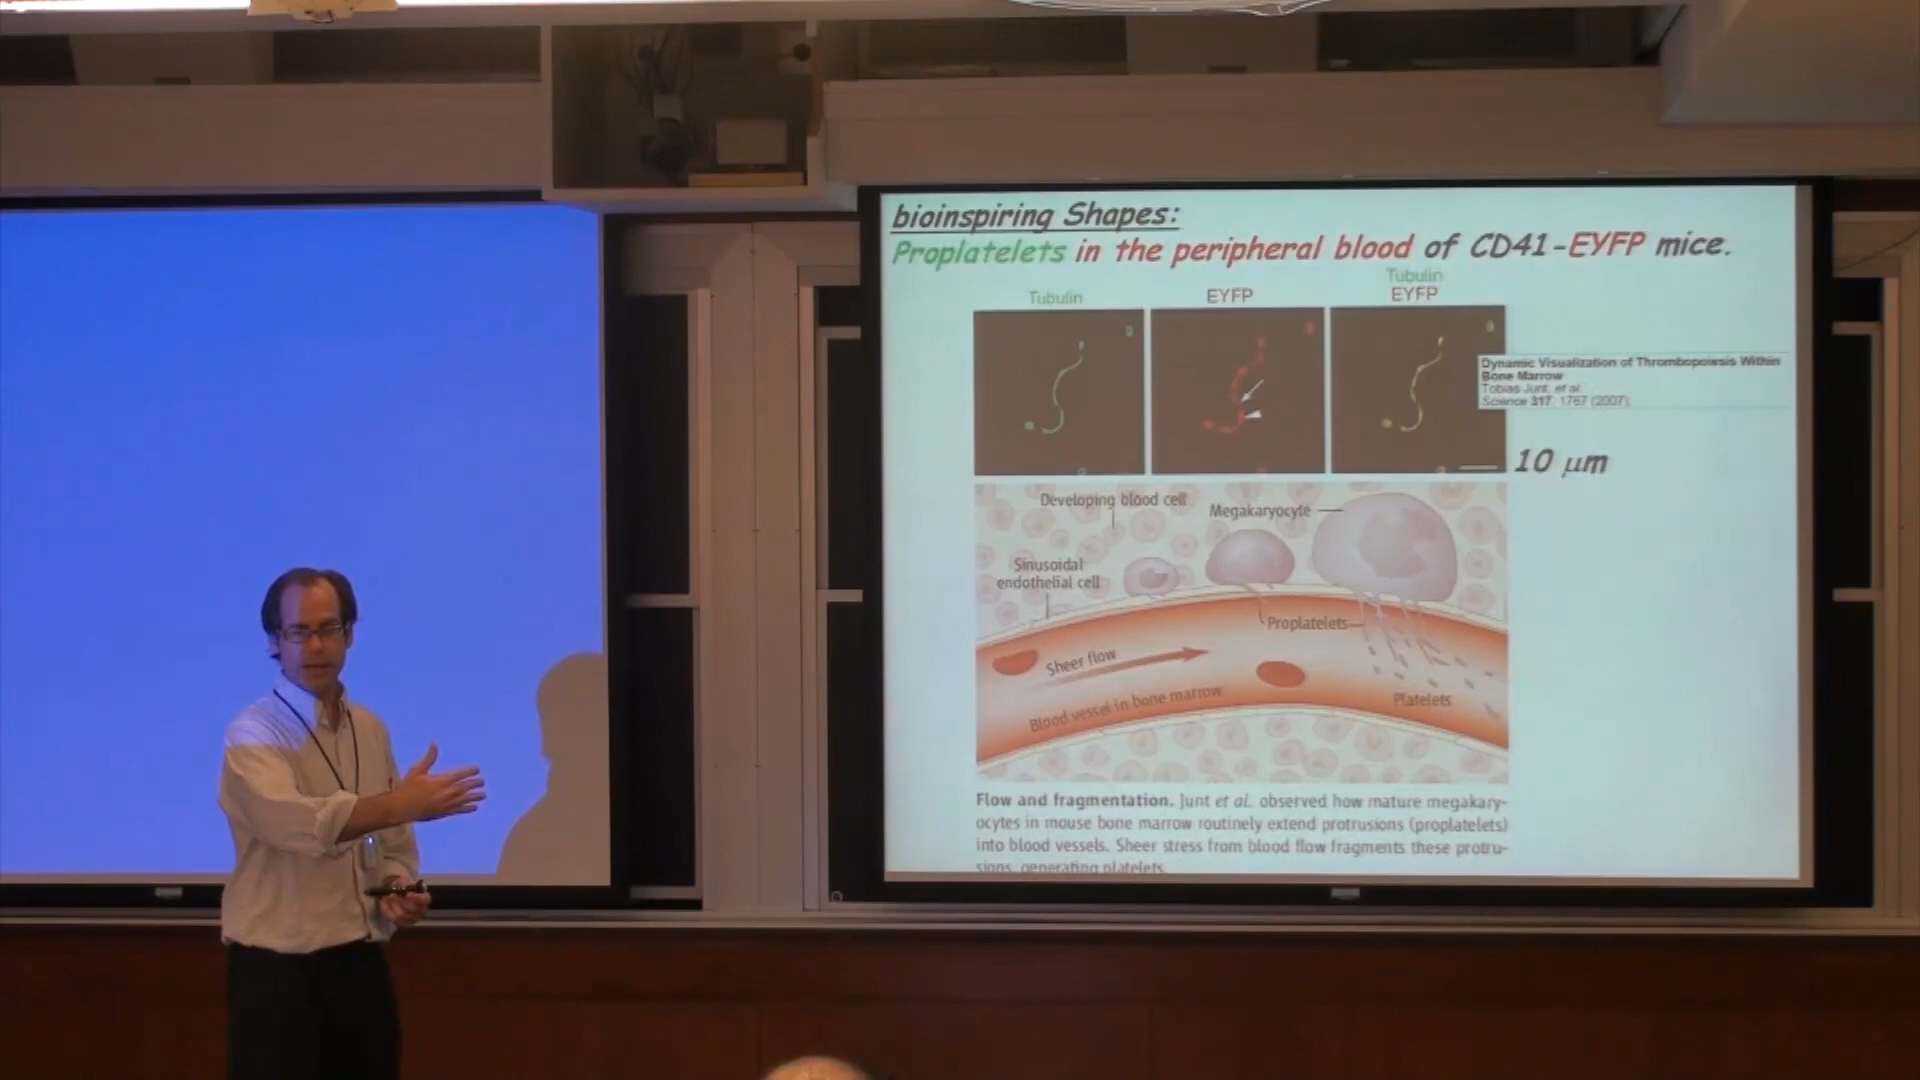 bioinspiring Shapes:
Proplatelets in the peripheral blood of CD41-EYFP mice.
Tubulin
EYFP
Tubulin
EYFP
Dynamic Visualization of Thrombopoiesis Within
Bone Marrow
Tobias Junt, et al.
Science 317, 1767 (2007);
10 μm
Developing blood cell
Megakaryocyte
Sinusoidal
endothelial cell
Proplatelets
Sheer flow
Blood vessel in bone marrow
Platelets
Flow and fragmentation. Junt et al. observed how mature megakary-
ocytes in mouse bone marrow routinely extend protrusions (proplatelets)
into blood vessels. Sheer stress from blood flow fragments these protru-
sions, generating platelets.